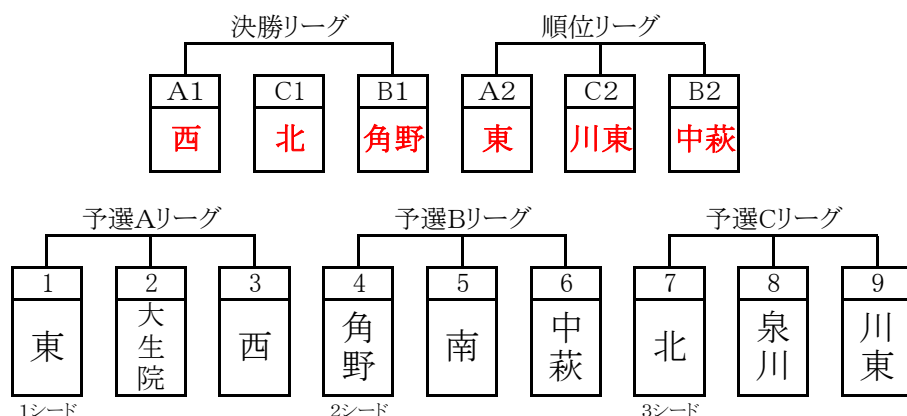 決勝リーグ 順位リーグ
A1 C1 B1 A2 C2 B2
西 北 角野 東 川東 中萩
予選Aリーグ 予選Bリーグ 予選Cリーグ
1 2 3 4 5 6 7 8 9
東 大生院 西 角野 南 中萩 北 泉川 川東
1シード 2シード 3シード